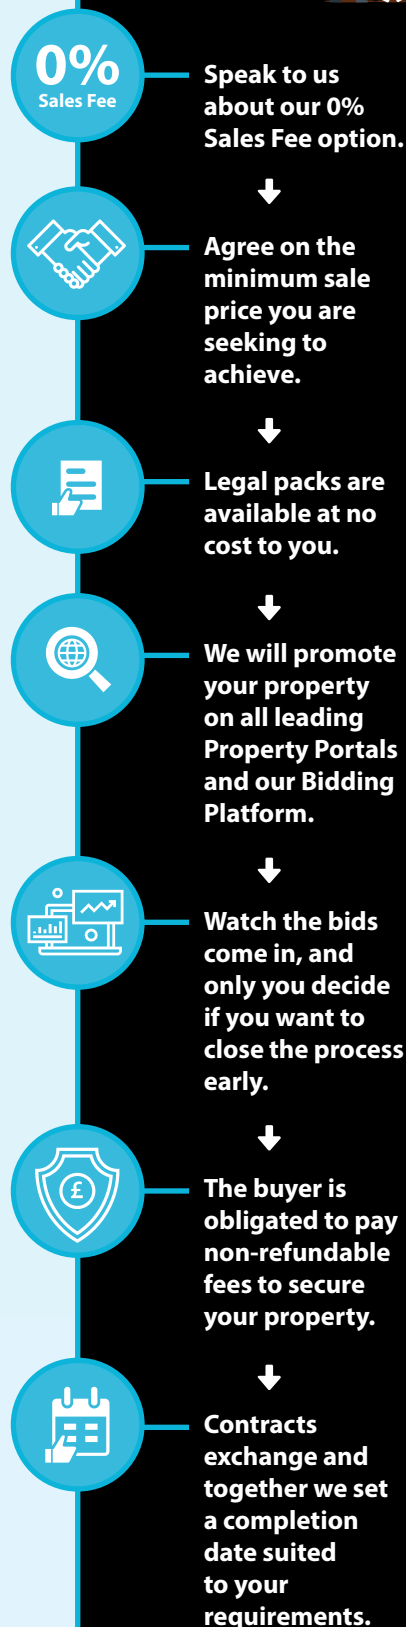 0%
Sales Fee
Speak to us
about our 0%
Sales Fee option.
Agree on the
minimum sale
price you are
seeking to
achieve.
Legal packs are
available at no
cost to you.
We will promote
your property
on all leading
Property Portals
and our Bidding
Platform.
Watch the bids
come in, and
only you decide
if you want to
close the process
early.
£
The buyer is
obligated to pay
non-refundable
fees to secure
your property.
Contracts
exchange and
together we set
a completion
date suited
to your
requirements.